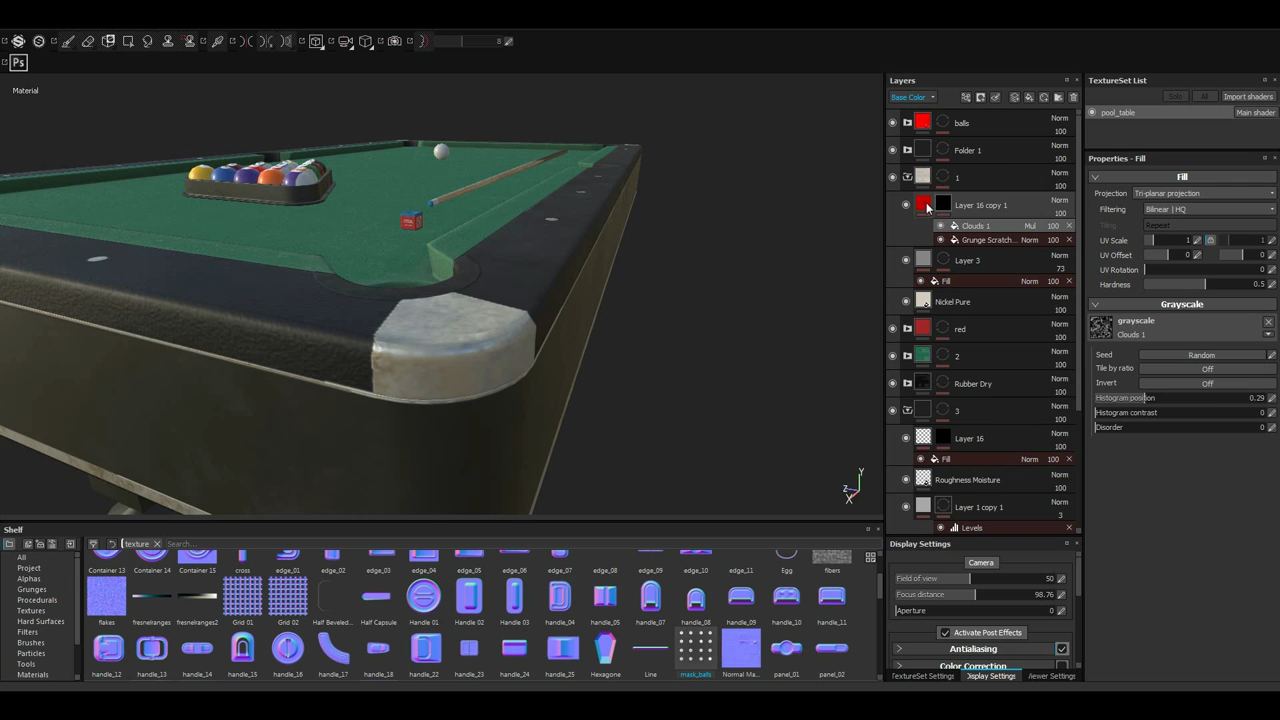 8
Ps
Material
Layers
Base Color
balls Norm 100
Folder 1 Norm 100
1 Norm 100
Layer 16 copy 1 Norm 100
Clouds 1 Mul 100
Grunge Scratch... Norm 100
Layer 3 Norm 73
Fill Norm 100
Nickel Pure Norm 100
red Norm 100
2 Norm 100
Rubber Dry Norm 100
3 Norm 100
Layer 16 Norm 100
Fill Norm 100
Roughness Moisture Norm 100
Layer 1 copy 1 Norm 3
Levels
TextureSet List
Solo All Import shaders
pool_table Main shader
Properties - Fill
Fill
Projection Tri-planar projection
Filtering Bilinear | HQ
Tiling Repeat
UV Scale 1 1
UV Offset 0 0
UV Rotation 0
Hardness 0.5
Grayscale
grayscale
Clouds 1
Seed Random
Tile by ratio Off
Invert Off
Histogram position 0.29
Histogram contrast 0
Disorder 0
Y
Z
X
Shelf
texture Search...
All
Project
Alphas
Grunges
Procedurals
Textures
Hard Surfaces
Filters
Brushes
Particles
Tools
Materials
Container 13 Container 14 Container 15 cross edge_01 edge_02 edge_03 edge_04 edge_05 edge_06 edge_07 edge_08 edge_09 edge_10 edge_11 Egg fibers
flakes fresnelranges fresnelranges2 Grid 01 Grid 02 Half Beveled... Half Capsule Handle 01 Handle 02 handle_05 handle_06 handle_07 handle_08 handle_09 handle_10 handle_11
handle_12 handle_13 handle_14 handle_15 handle_16 handle_17 handle_18 handle_23 handle_24 handle_25 Hexagone Line mask_balls Normal Ma... panel_01 panel_02
Display Settings
Camera
Field of view 50
Focus distance 98.76
Aperture 0
Activate Post Effects
Antialiasing
Color Correction
TextureSet Settings Display Settings Viewer Settings